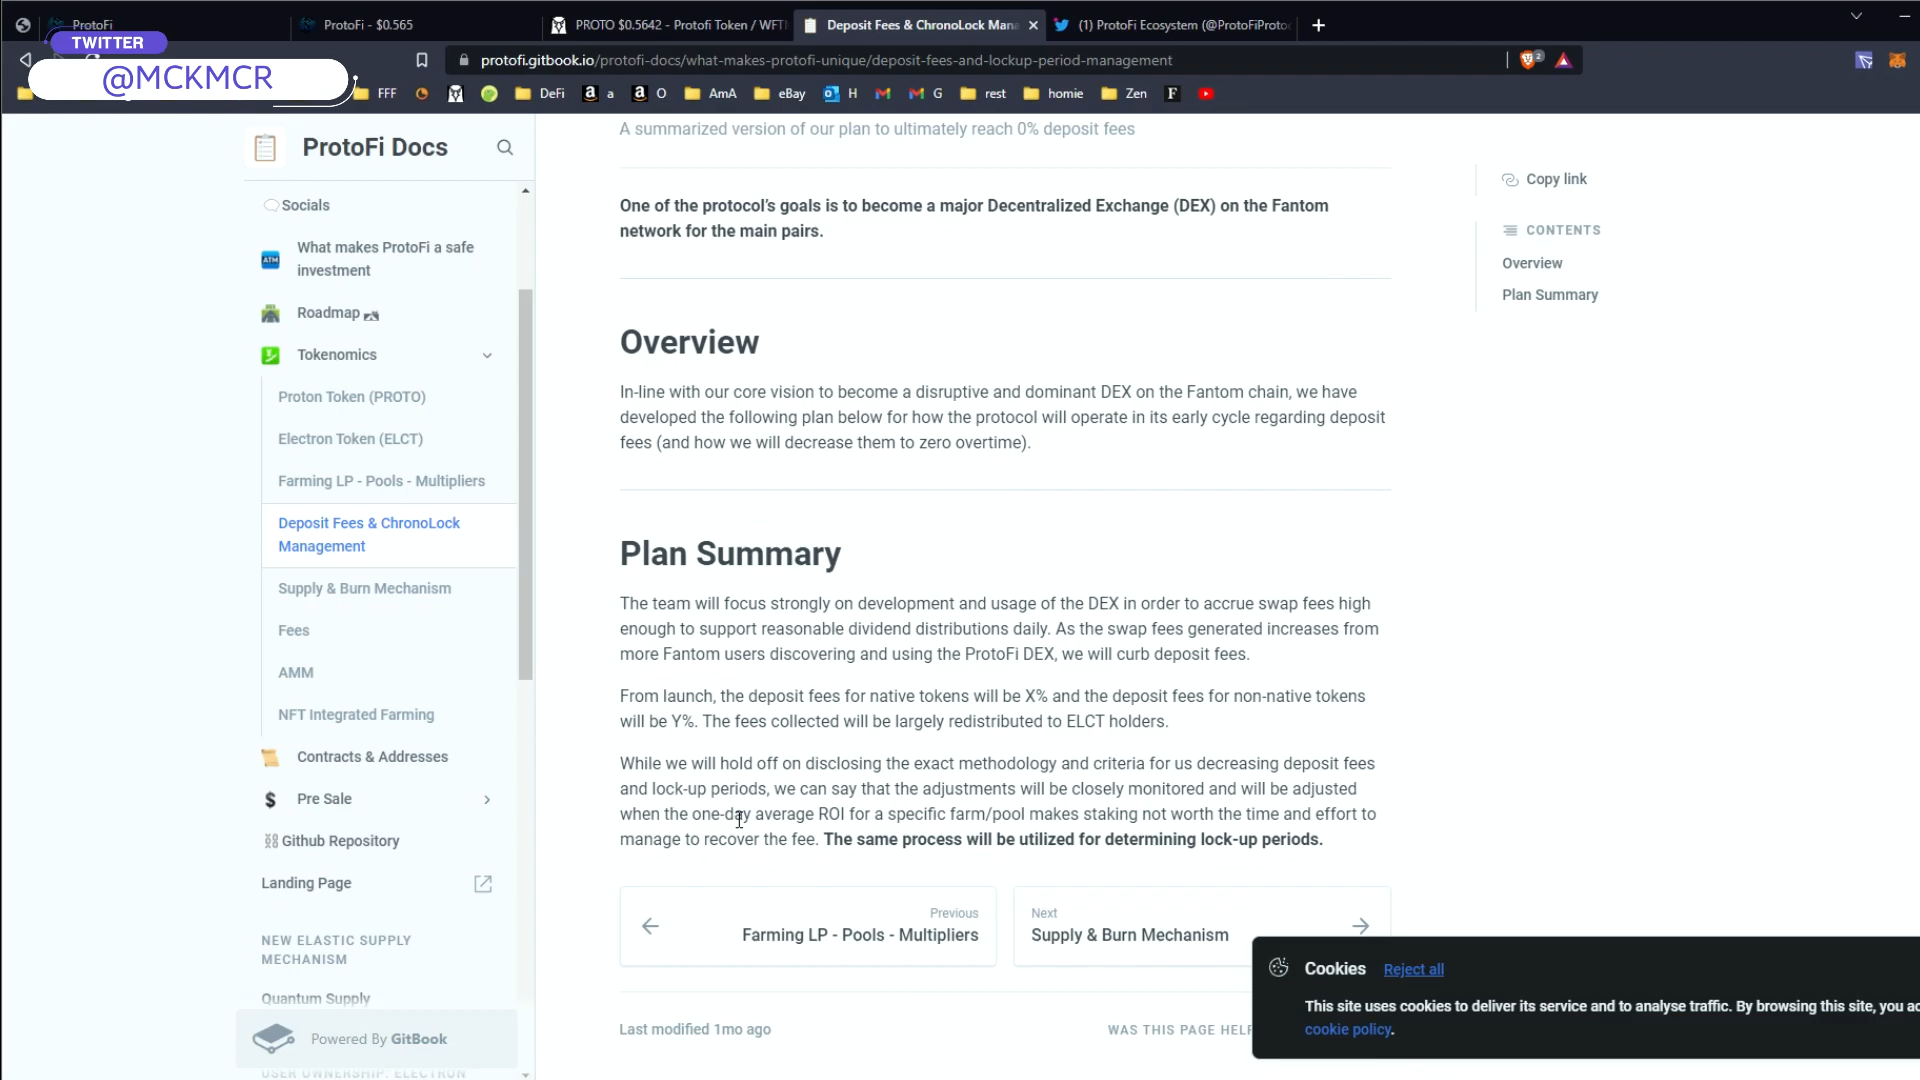 ProtoFi
ProtoFi - $0.565
PROTO $0.5642 - Protofi Token / WFT
Deposit Fees & ChronoLock Mana
(1) ProtoFi Ecosystem (@ProtoFiProto
TWITTER
@MCKMCR
protofi.gitbook.io/protofi-docs/what-makes-protofi-unique/deposit-fees-and-lockup-period-management
2
FFF
DeFi
a
O
AmA
eBay
H
G
rest
homie
Zen
F
A summarized version of our plan to ultimately reach 0% deposit fees
ProtoFi Docs
Socials
ATM
What makes ProtoFi a safe
investment
Roadmap
Tokenomics
Proton Token (PROTO)
Electron Token (ELCT)
Farming LP - Pools - Multipliers
Deposit Fees & ChronoLock
Management
Supply & Burn Mechanism
Fees
AMM
NFT Integrated Farming
Contracts & Addresses
Pre Sale
Github Repository
Landing Page
NEW ELASTIC SUPPLY
MECHANISM
Quantum Supply
Powered By GitBook
USER OWNERSHIP: ELECTRON
One of the protocol's goals is to become a major Decentralized Exchange (DEX) on the Fantom
network for the main pairs.
Overview
In-line with our core vision to become a disruptive and dominant DEX on the Fantom chain, we have
developed the following plan below for how the protocol will operate in its early cycle regarding deposit
fees (and how we will decrease them to zero overtime).
Plan Summary
The team will focus strongly on development and usage of the DEX in order to accrue swap fees high
enough to support reasonable dividend distributions daily. As the swap fees generated increases from
more Fantom users discovering and using the ProtoFi DEX, we will curb deposit fees.
From launch, the deposit fees for native tokens will be X% and the deposit fees for non-native tokens
will be Y%. The fees collected will be largely redistributed to ELCT holders.
While we will hold off on disclosing the exact methodology and criteria for us decreasing deposit fees
and lock-up periods, we can say that the adjustments will be closely monitored and will be adjusted
when the one-day average ROI for a specific farm/pool makes staking not worth the time and effort to
manage to recover the fee. The same process will be utilized for determining lock-up periods.
Previous
Farming LP - Pools - Multipliers
Next
Supply & Burn Mechanism
Last modified 1mo ago
WAS THIS PAGE HELP
Copy link
CONTENTS
Overview
Plan Summary
Cookies
Reject all
This site uses cookies to deliver its service and to analyse traffic. By browsing this site, you ac
cookie policy.